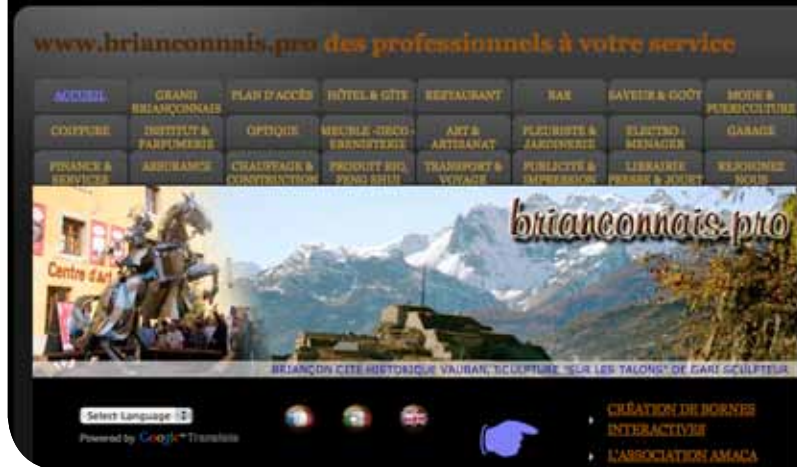 www.brianconnais.pro des professionnels à votre service
ACCUEIL
GRAND BRIANÇONNAIS
PLAN D'ACCÈS
HÔTEL & GÎTE
RESTAURANT
BAR
SAVEUR & GOÛT
MODE & PUERICULTURE
COIFFURE
INSTITUT & PARFUMERIE
OPTIQUE
MEUBLE - DECO - EBENISTERIE
ART & ARTISANAT
FLEURISTE & JARDINERIE
ELECTRO - MENAGER
GARAGE
FINANCE & SERVICES
ASSURANCE
CHAUFFAGE & CONSTRUCTION
PRODUIT BIO, FENG SHUI
TRANSPORT & VOYAGE
PUBLICITÉ & IMPRESSION
LIBRAIRIE PRESSE & JOUET
REJOIGNEZ NOUS
brianconnais.pro
Centre d'Art
BRIANÇON CITE HISTORIQUE VAUBAN, SCULPTURE "SUR LES TALONS" DE GARI SCULPTEUR
Select Language
Powered by Google Translate
CRÉATION DE BORNES
INTERACTIVES
L'ASSOCIATION AMACA